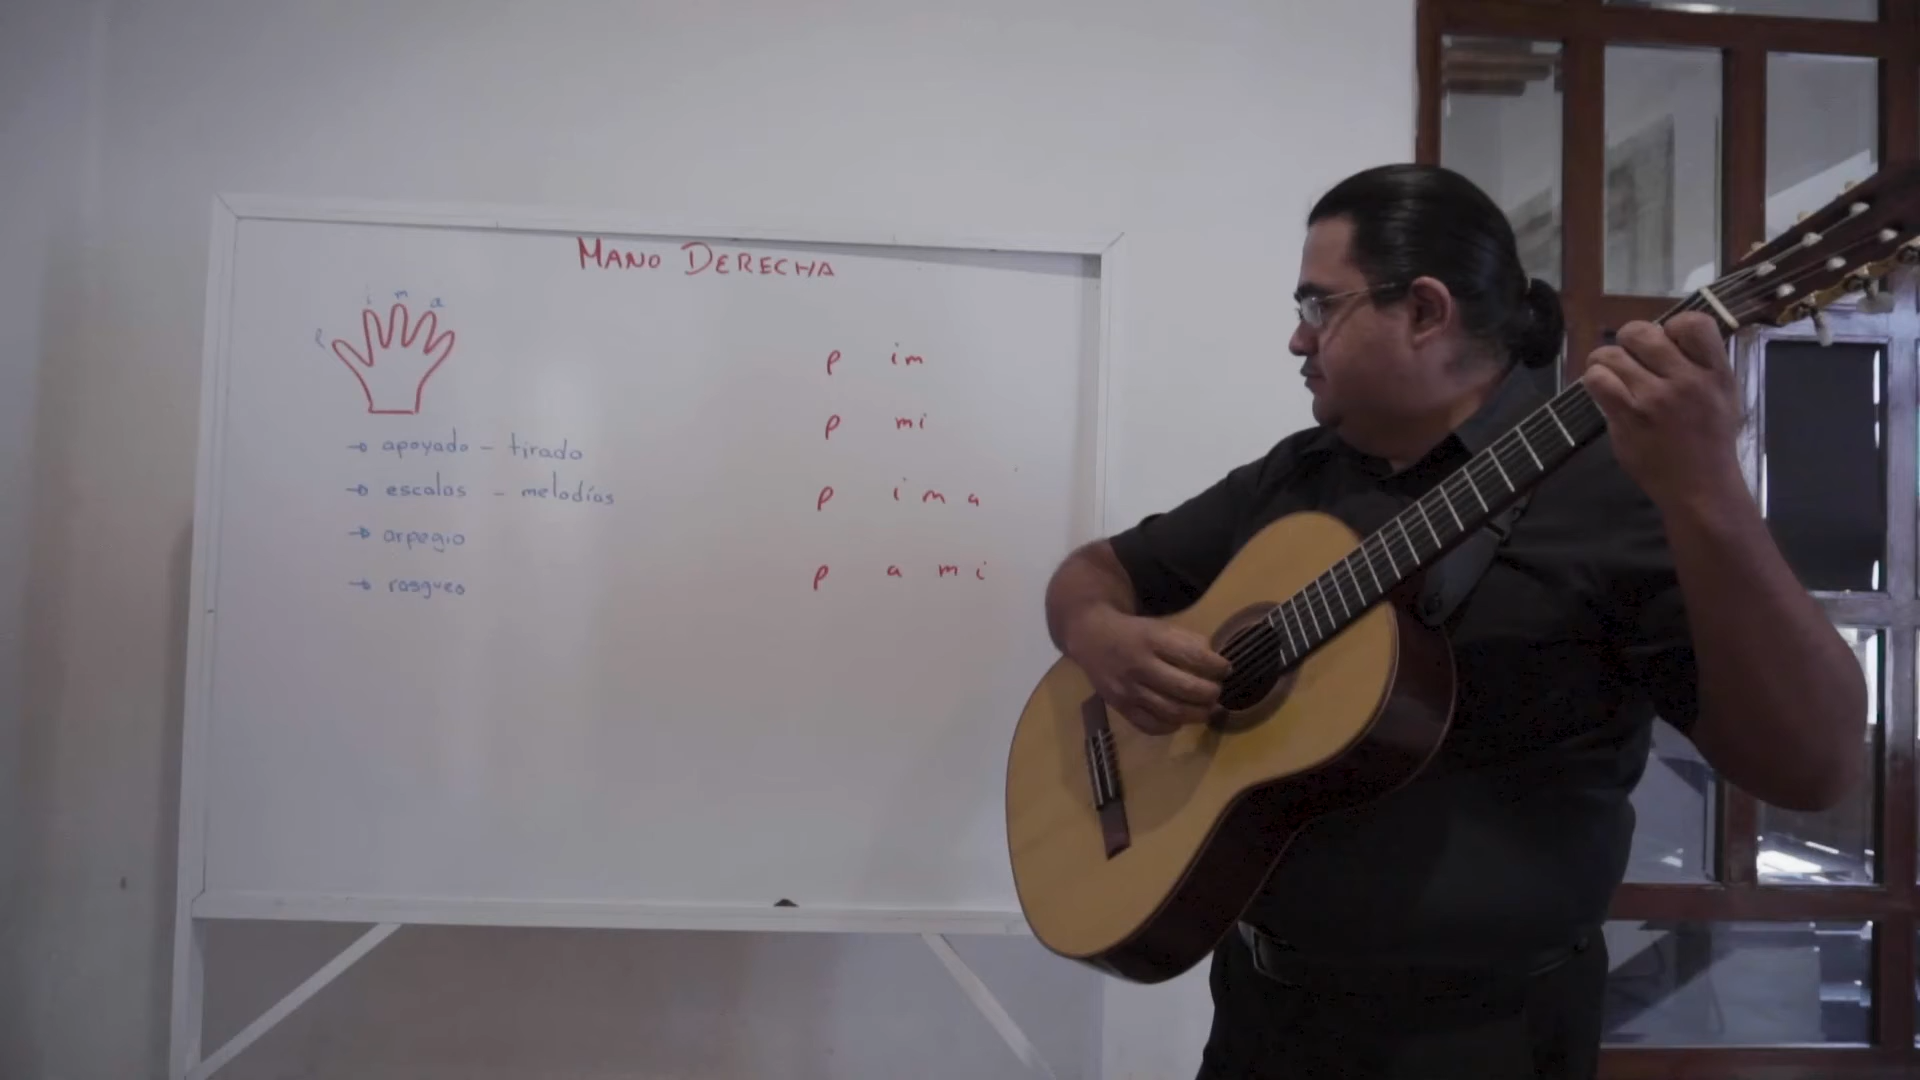 MANO DERECHA
i m a
p
→ apoyado - tirado
→ escalas - melodías
→ arpegio
→ rasgueo
p im
p mi
p i m a
p a m i